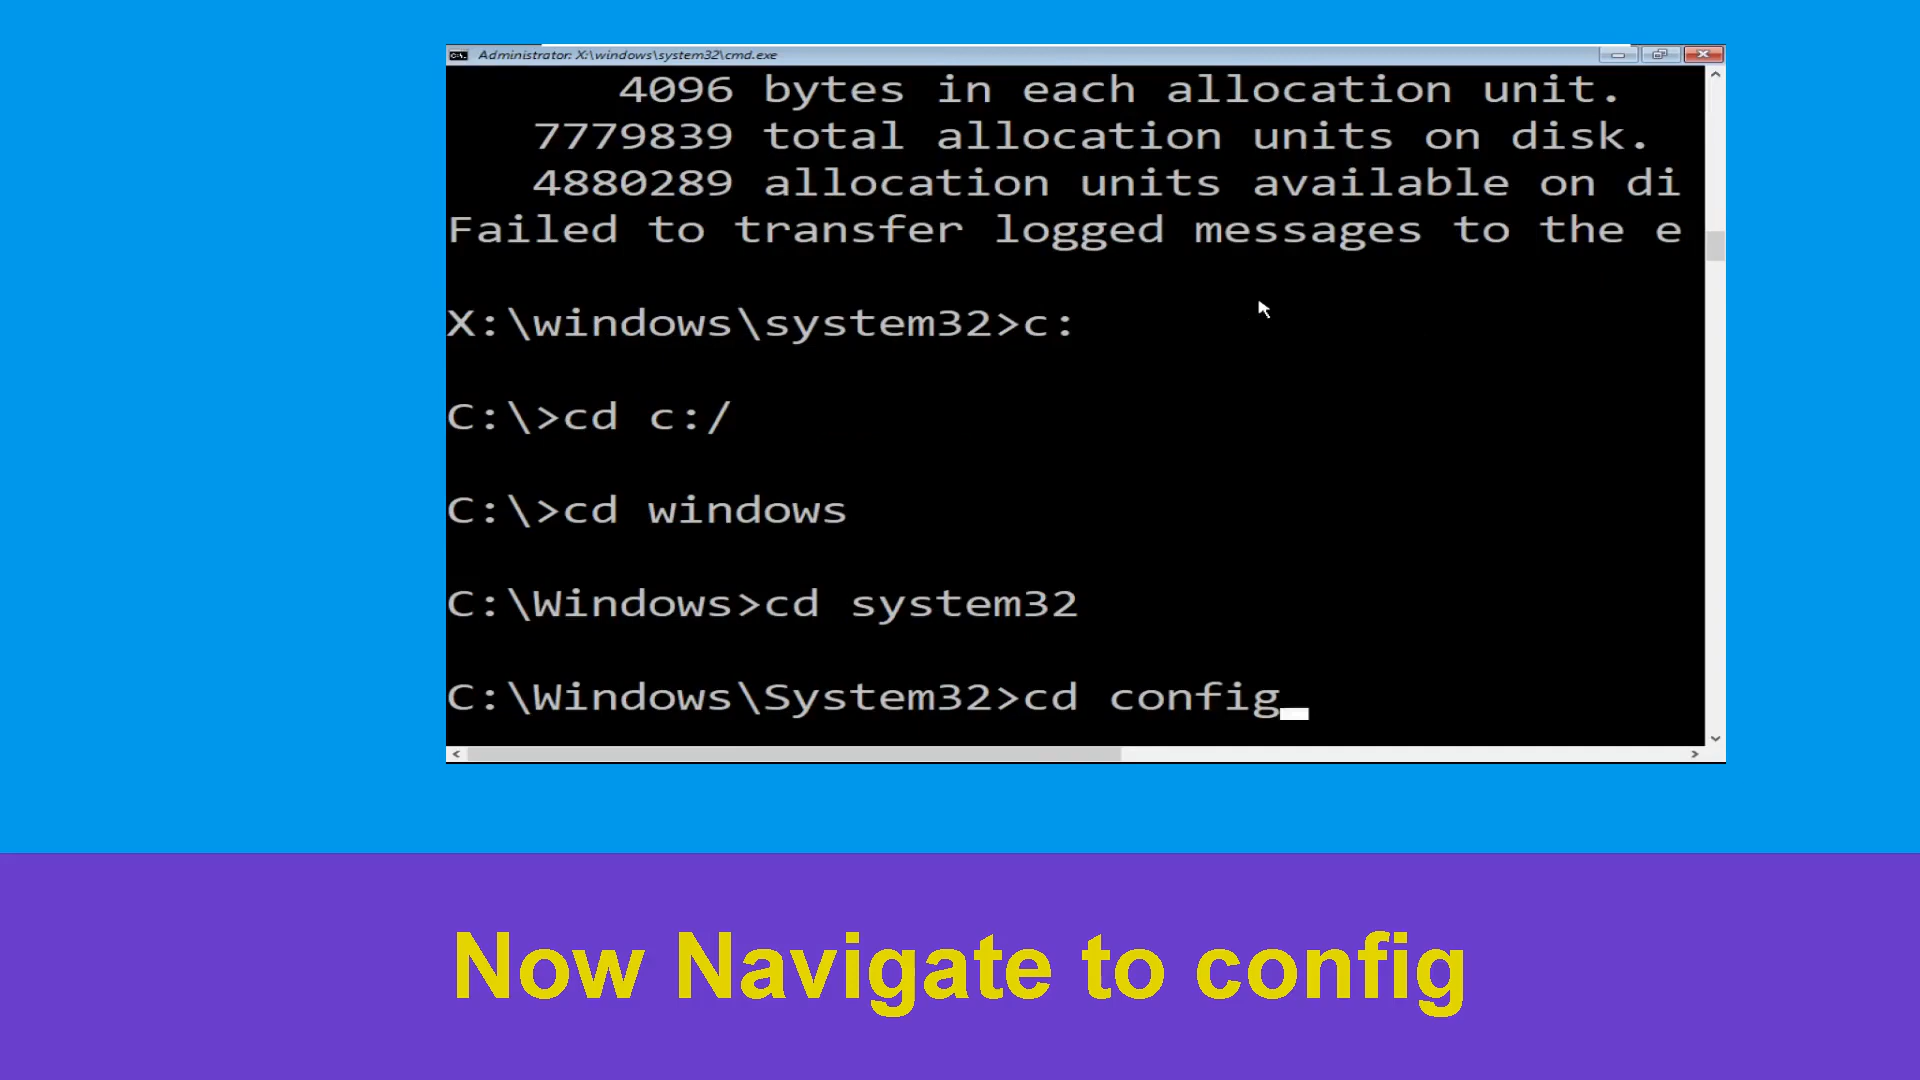 Administrator: X:\windows\system32\cmd.exe
4096 bytes in each allocation unit.
7779839 total allocation units on disk.
4880289 allocation units available on di
Failed to transfer logged messages to the e
X:\windows\system32>c:
C:\>cd c:/
C:\>cd windows
C:\Windows>cd system32
C:\Windows\System32>cd config_
Now Navigate to config